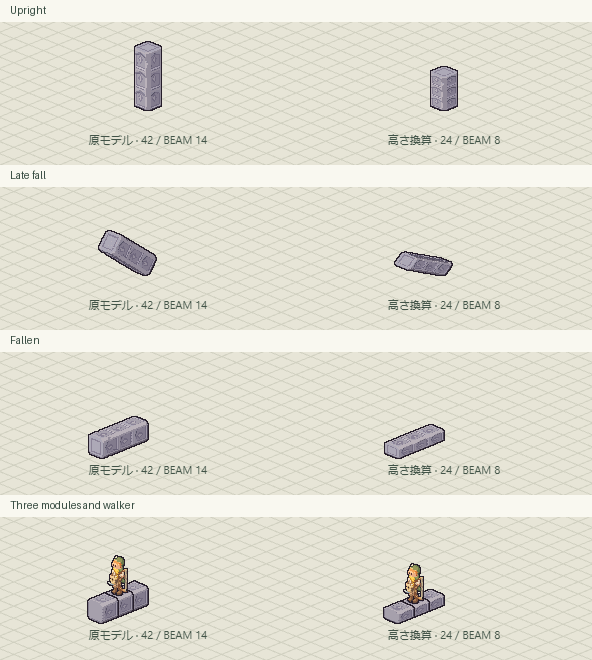 Upright
原モデル · 42 / BEAM 14
高さ換算 · 24 / BEAM 8
Late fall
原モデル · 42 / BEAM 14
高さ換算 · 24 / BEAM 8
Fallen
原モデル · 42 / BEAM 14
高さ換算 · 24 / BEAM 8
Three modules and walker
原モデル · 42 / BEAM 14
高さ換算 · 24 / BEAM 8